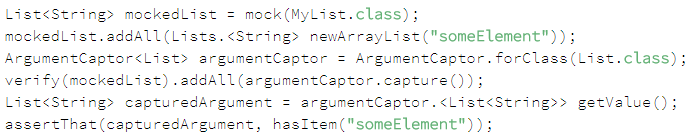 List<String> mockedList = mock(MyList.class);
mockedList.addAll(Lists.<String> newArrayList("someElement"));
ArgumentCaptor<List> argumentCaptor = ArgumentCaptor.forClass(List.class);
verify(mockedList).addAll(argumentCaptor.capture());
List<String> capturedArgument = argumentCaptor.<List<String>> getValue();
assertThat(capturedArgument, hasItem("someElement"));